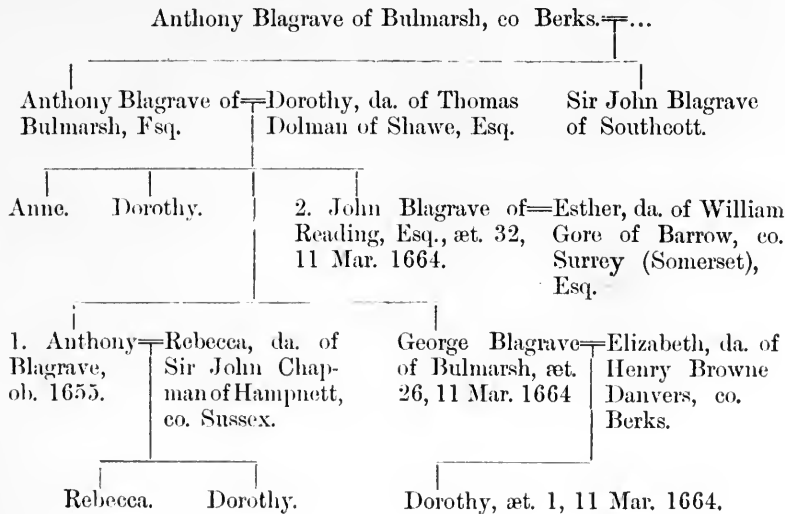 Anthony Blagrave of Bulmarsh, co Berks.=...
Anthony Blagrave of=Dorothy, da. of Thomas
Bulmarsh, Esq. Dolman of Shawe, Esq.
Sir John Blagrave
of Southcott.
Anne. Dorothy.
2. John Blagrave of=Esther, da. of William
Reading, Esq., æt. 32, Gore of Barrow, co.
11 Mar. 1664. Surrey (Somerset),
Esq.
1. Anthony=Rebecca, da. of
Blagrave, Sir John Chap-
ob. 1655. man of Hampnett,
co. Sussex.
George Blagrave=Elizabeth, da. of
of Bulmarsh, æt. Henry Browne
26, 11 Mar. 1664 Danvers, co.
Berks.
Rebecca. Dorothy.
Dorothy, æt. 1, 11 Mar. 1664.